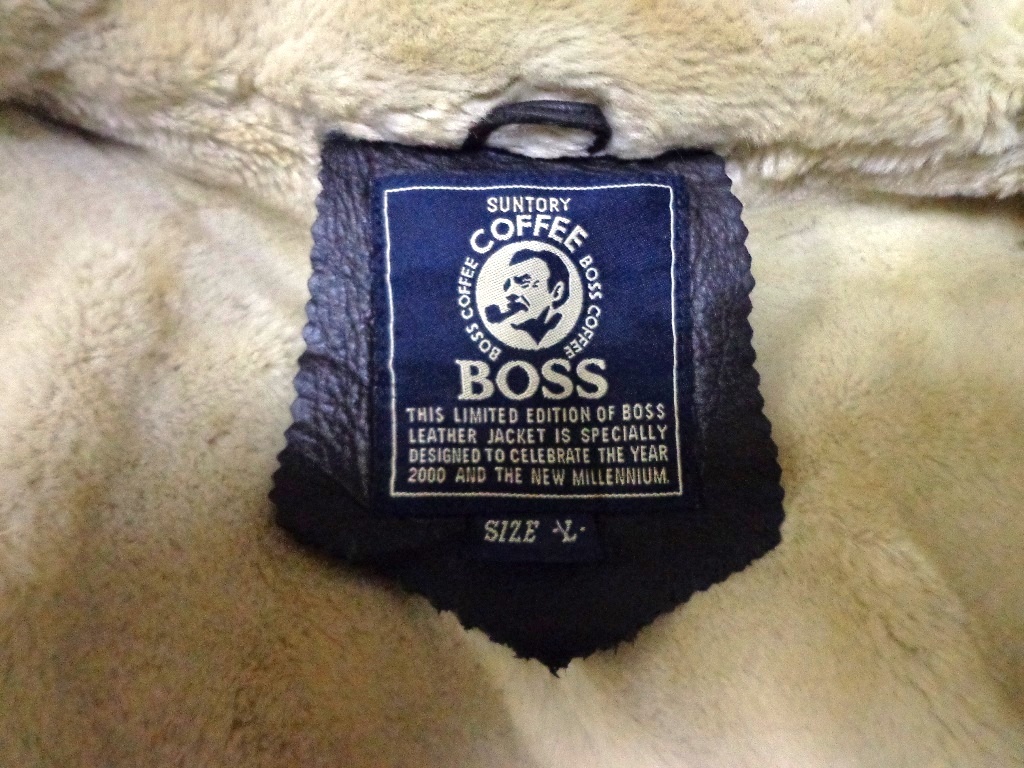 SUNTORY
COFFEE
BOSS COFFEE
BOSS COFFEE
BOSS
THIS LIMITED EDITION OF BOSS
LEATHER JACKET IS SPECIALLY
DESIGNED TO CELEBRATE THE YEAR
2000 AND THE NEW MILLENNIUM.
SIZE -L-